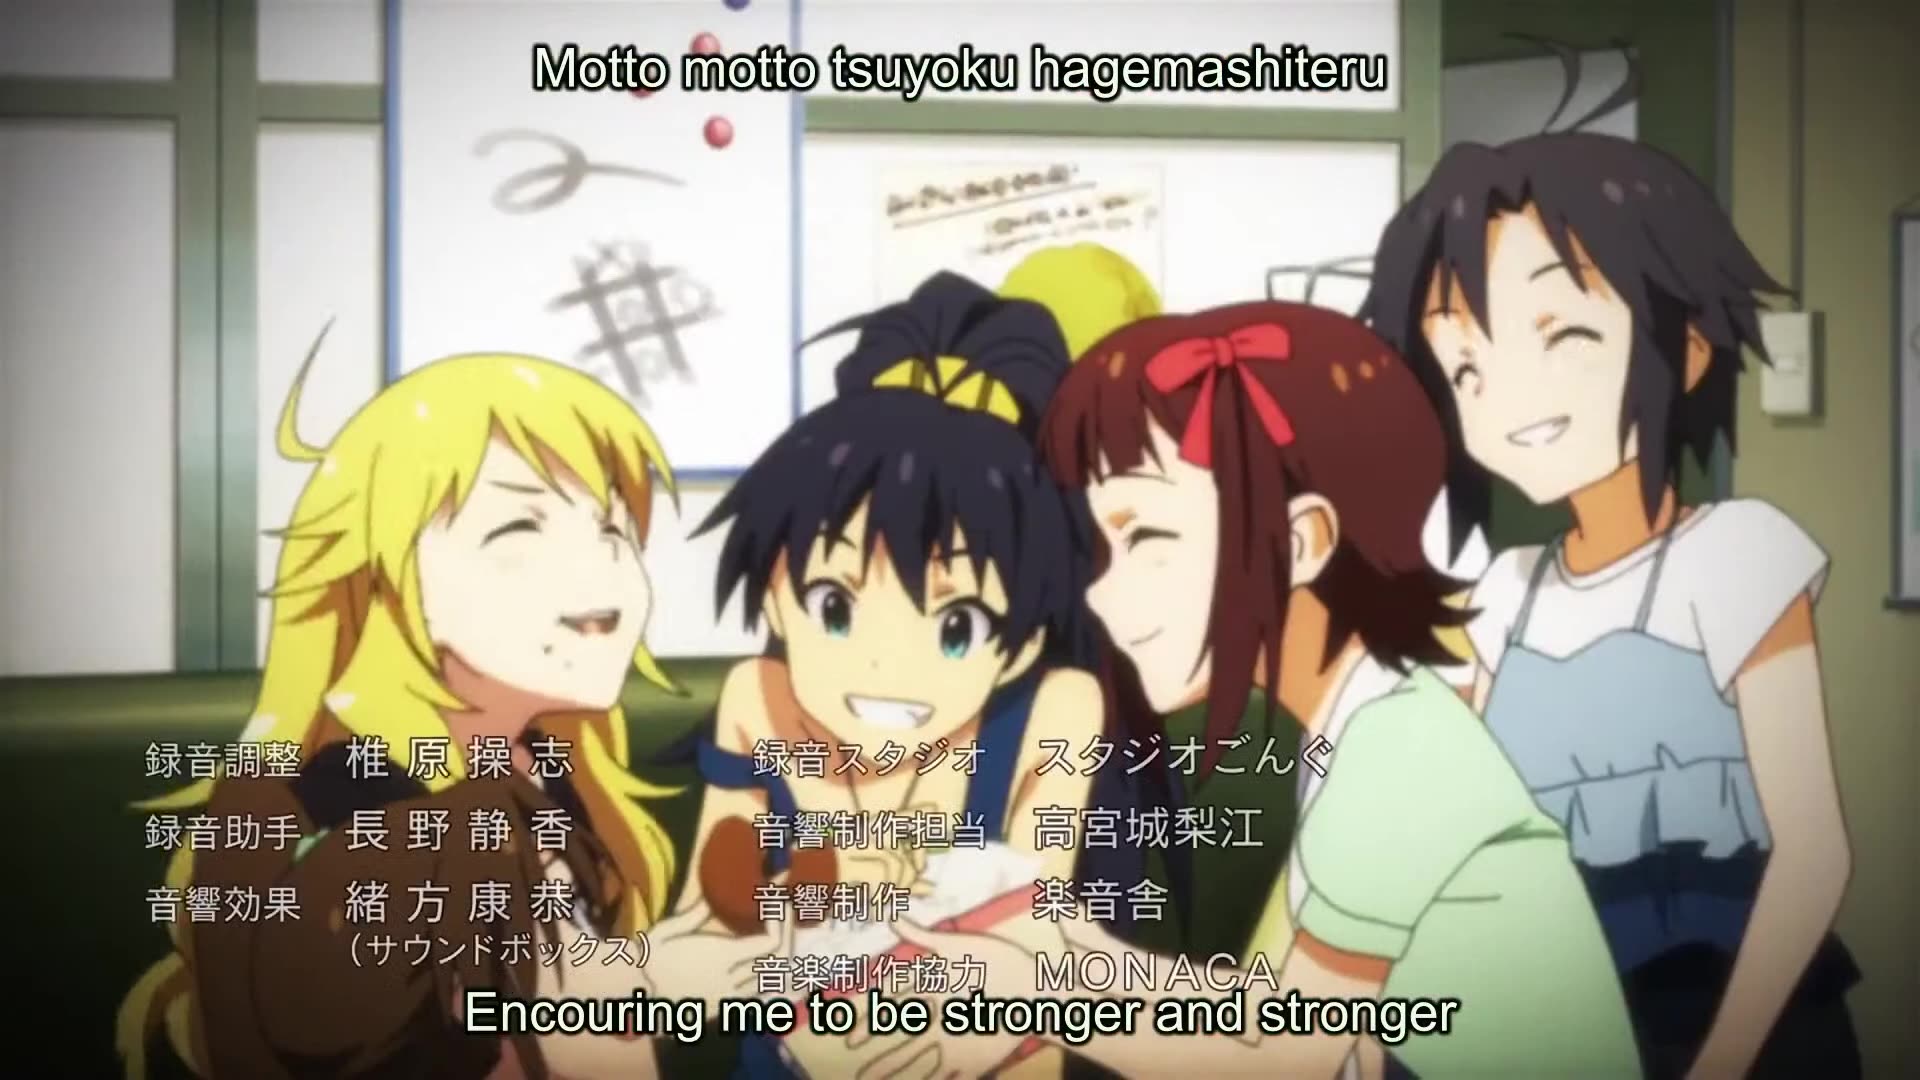 Motto motto tsuyoku hagemashiteru
録音調整 椎原操志
録音助手 長野静香
音響効果 緒方康恭
(サウンドボックス)
録音スタジオ スタジオごんぐ
音響制作担当 高宮城梨江
音響制作 楽音舎
音楽制作協力 MONACA
Encouring me to be stronger and stronger